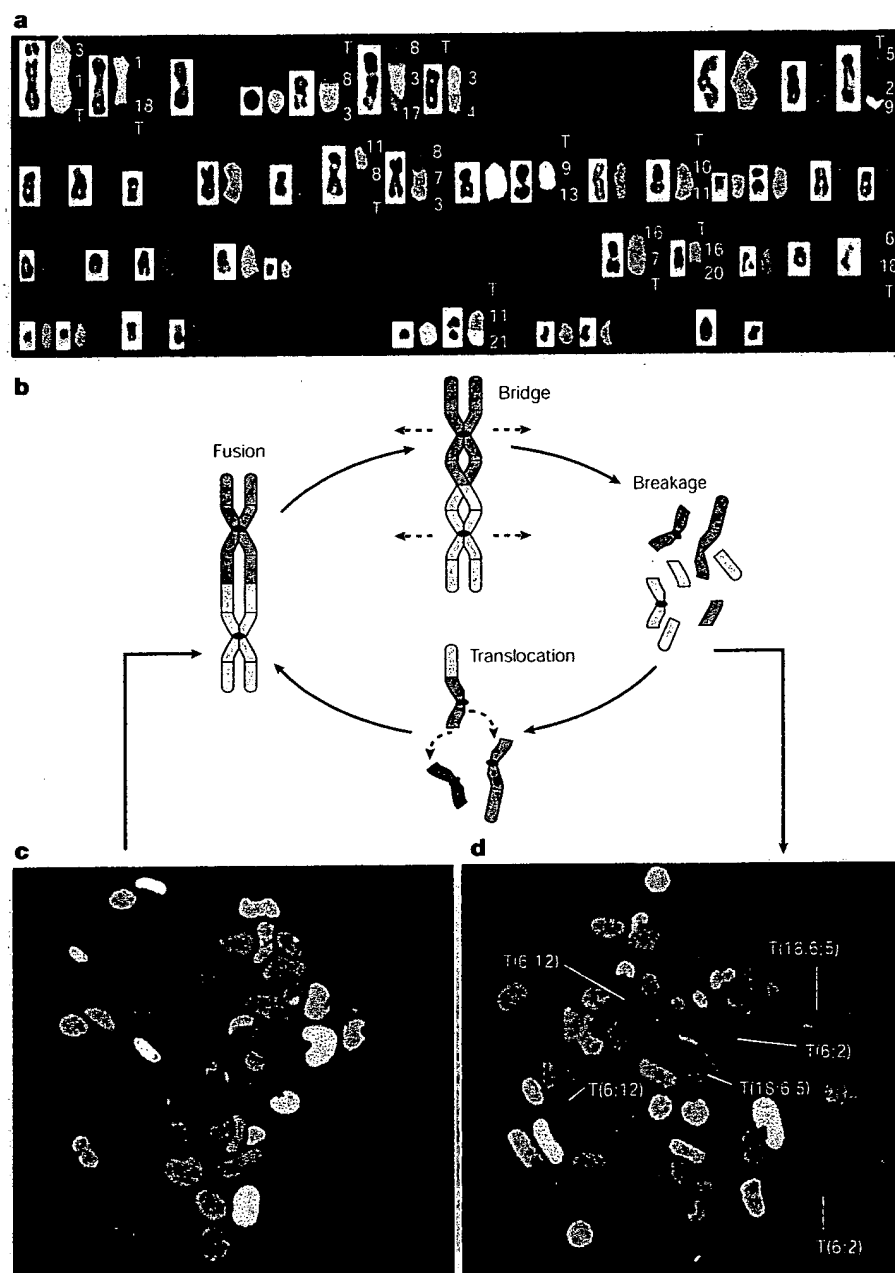 a
T
T
T
T 5
3
8
8
1
1
8
3
3
2
T
18
3
17
4
9
T
11
8
T
T
8
7
9
10
T
3
13
11
16
T
6
7
16
18
T
20
T
T
11
21
b
Bridge
Fusion
Breakage
Translocation
c
d
T(6:12)
T(18:6:5)
T(6:2)
T(6:12)
T(18:6:5)
T(6:2)